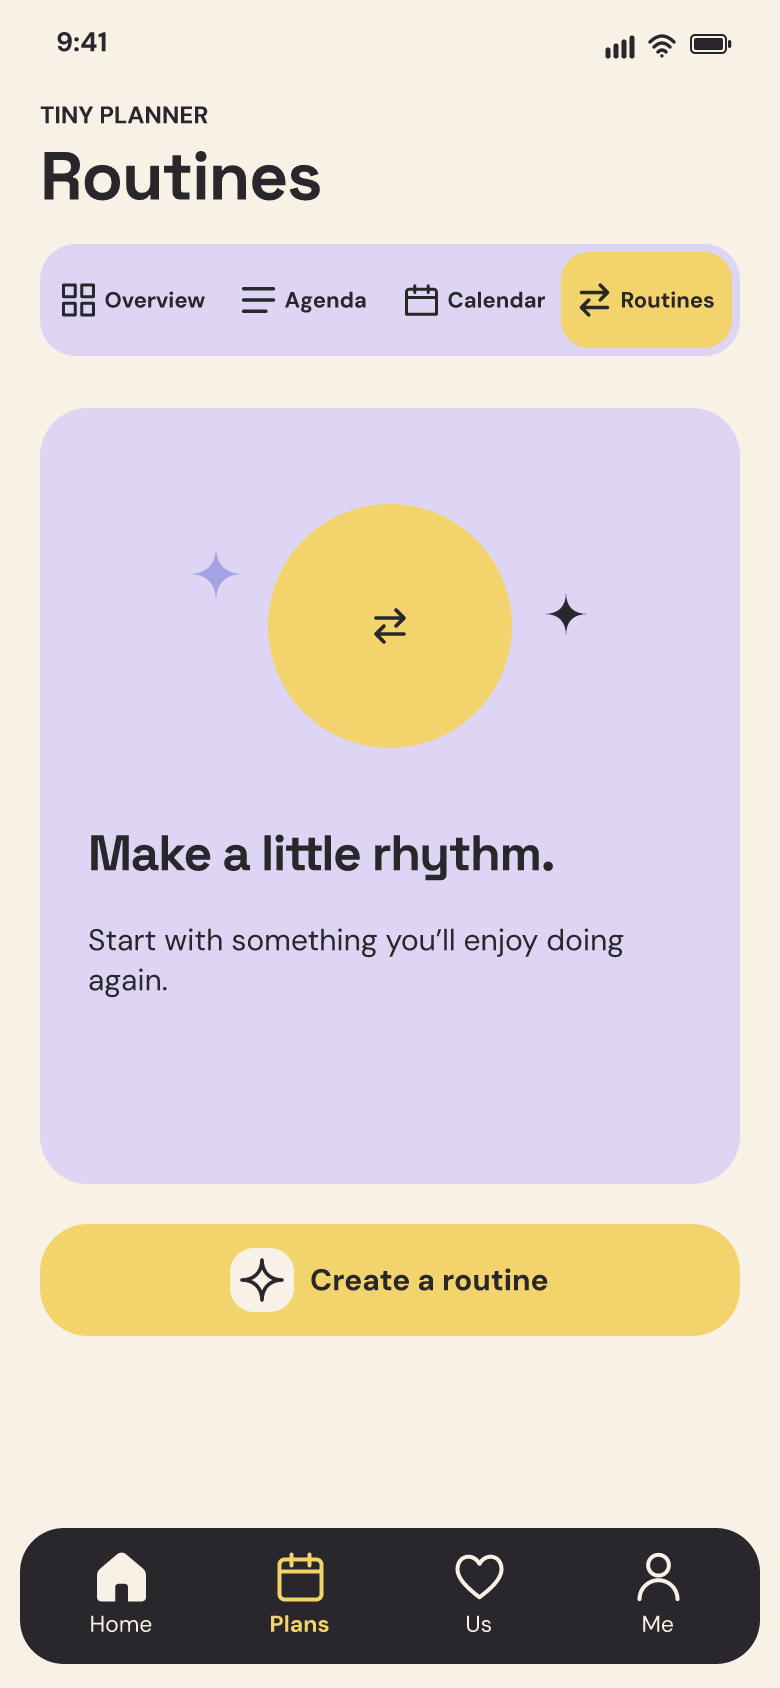 9:41
TINY PLANNER
Routines
Overview Agenda Calendar Routines
Make a little rhythm.
Start with something you’ll enjoy doing
again.
Create a routine
Home Plans Us Me